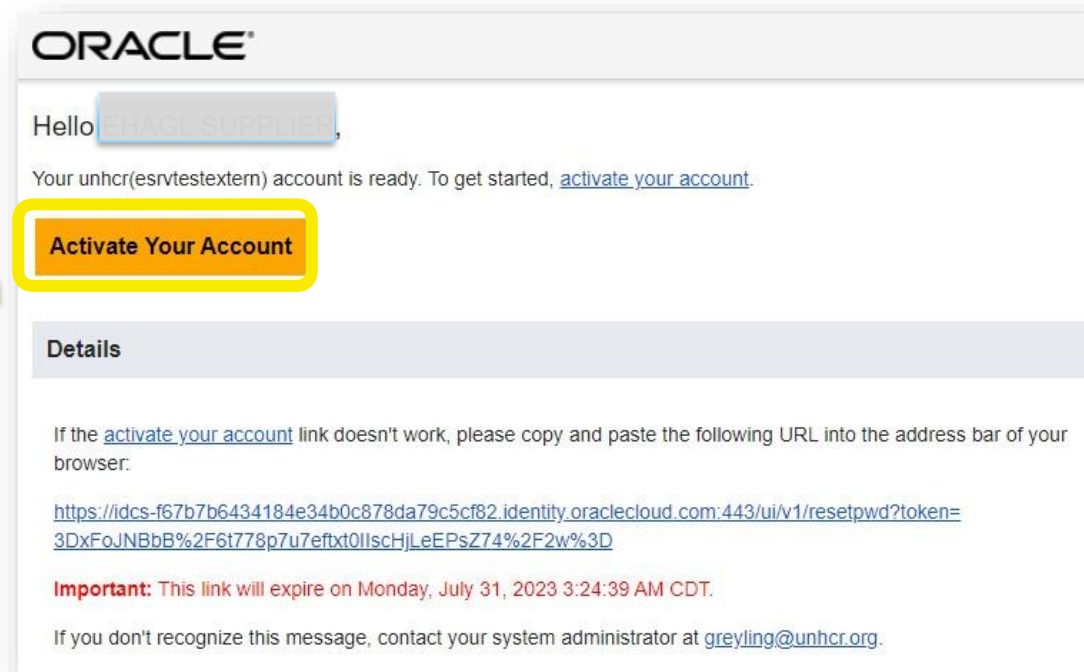 ORACLE
Hello EHAGL SUPPLIER,
Your unhcr(esrvtestextern) account is ready. To get started, activate your account.
Activate Your Account
Details
If the activate your account link doesn't work, please copy and paste the following URL into the address bar of your
browser:
https://idcs-f67b7b6434184e34b0c878da79c5cf82.identity.oraclecloud.com:443/ui/v1/resetpwd?token=
3DxFoJNBbB%2F6t778p7u7eftxt0IIscHjLeEPsZ74%2F2w%3D
Important: This link will expire on Monday, July 31, 2023 3:24:39 AM CDT.
If you don't recognize this message, contact your system administrator at greyling@unhcr.org.